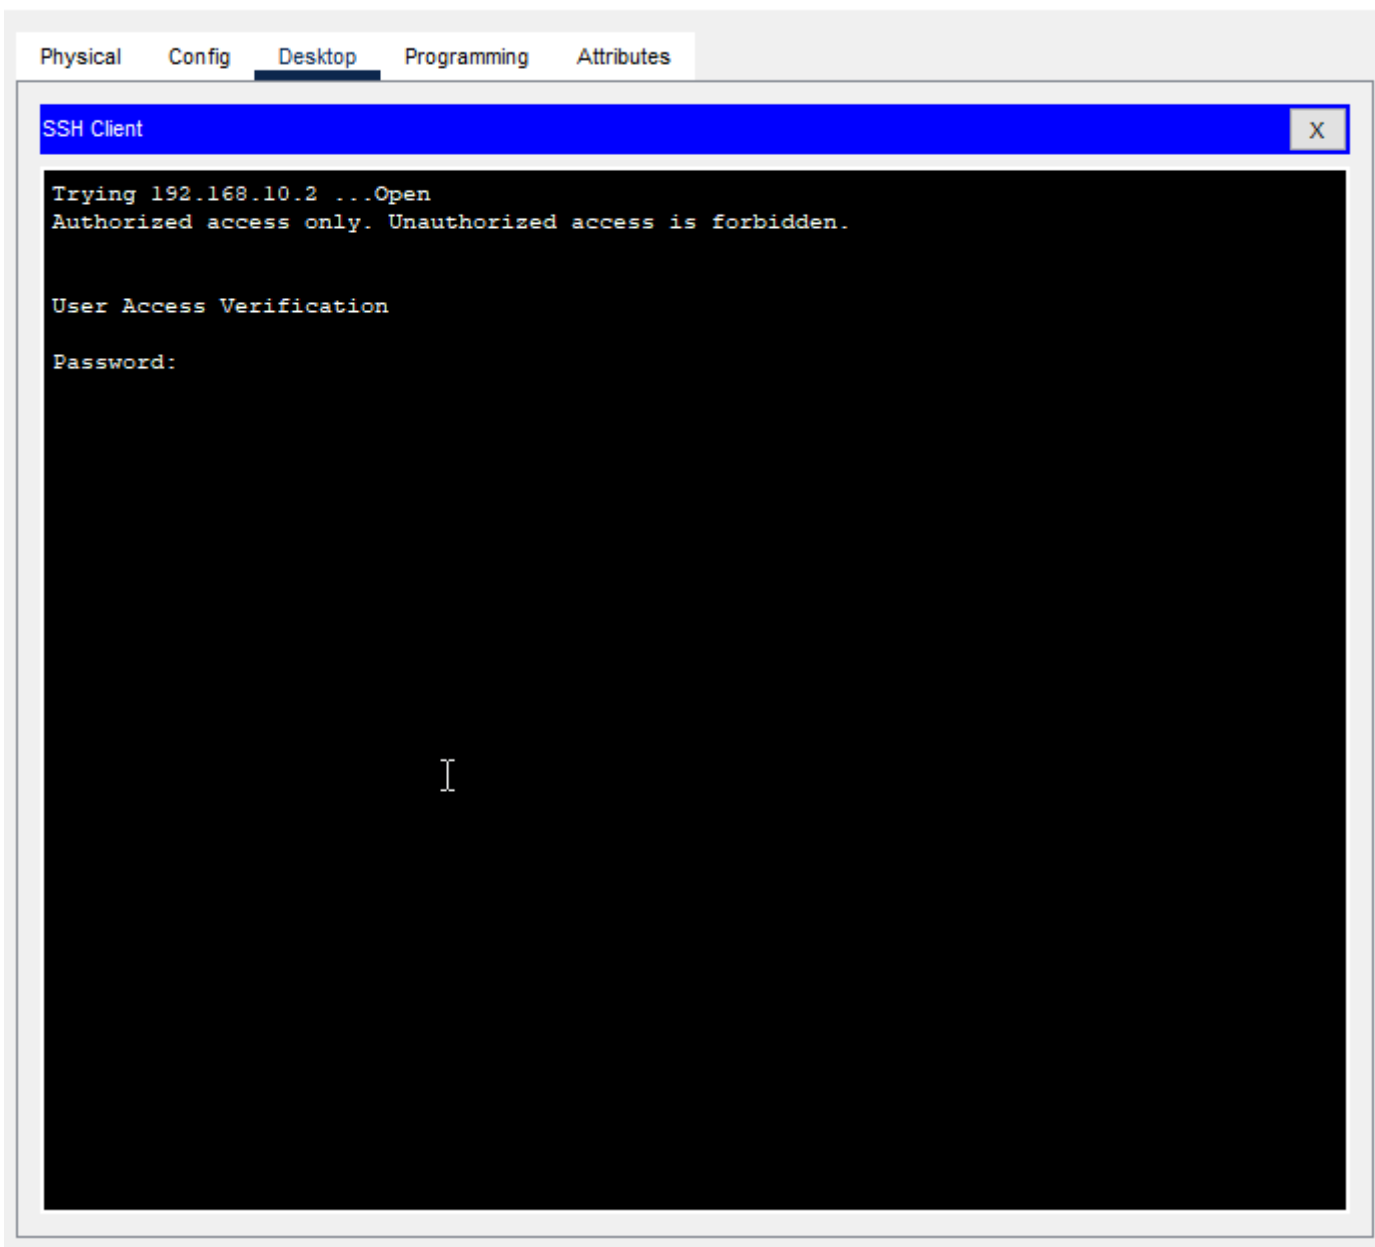 Physical Config Desktop Programming Attributes
SSH Client X
Trying 192.168.10.2 ...Open
Authorized access only. Unauthorized access is forbidden.
User Access Verification
Password: